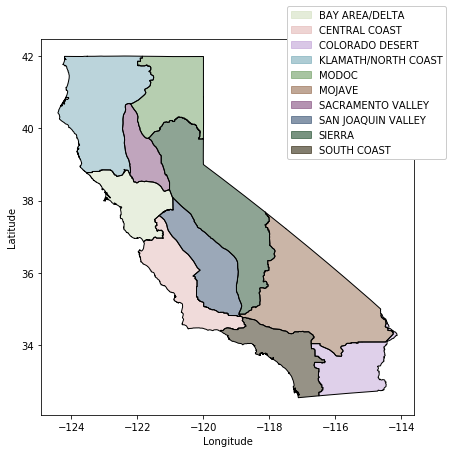 BAY AREA/DELTA
CENTRAL COAST
COLORADO DESERT
KLAMATH/NORTH COAST
MODOC
MOJAVE
SACRAMENTO VALLEY
SAN JOAQUIN VALLEY
SIERRA
SOUTH COAST
42
40
38
36
34
Latitude
−124
−122
−120
−118
−116
−114
Longitude